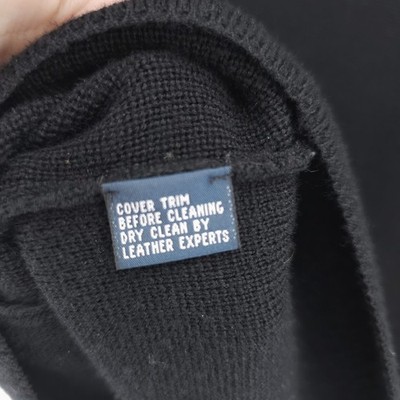 COVER TRIM
BEFORE CLEANING
DRY CLEAN BY
LEATHER EXPERTS